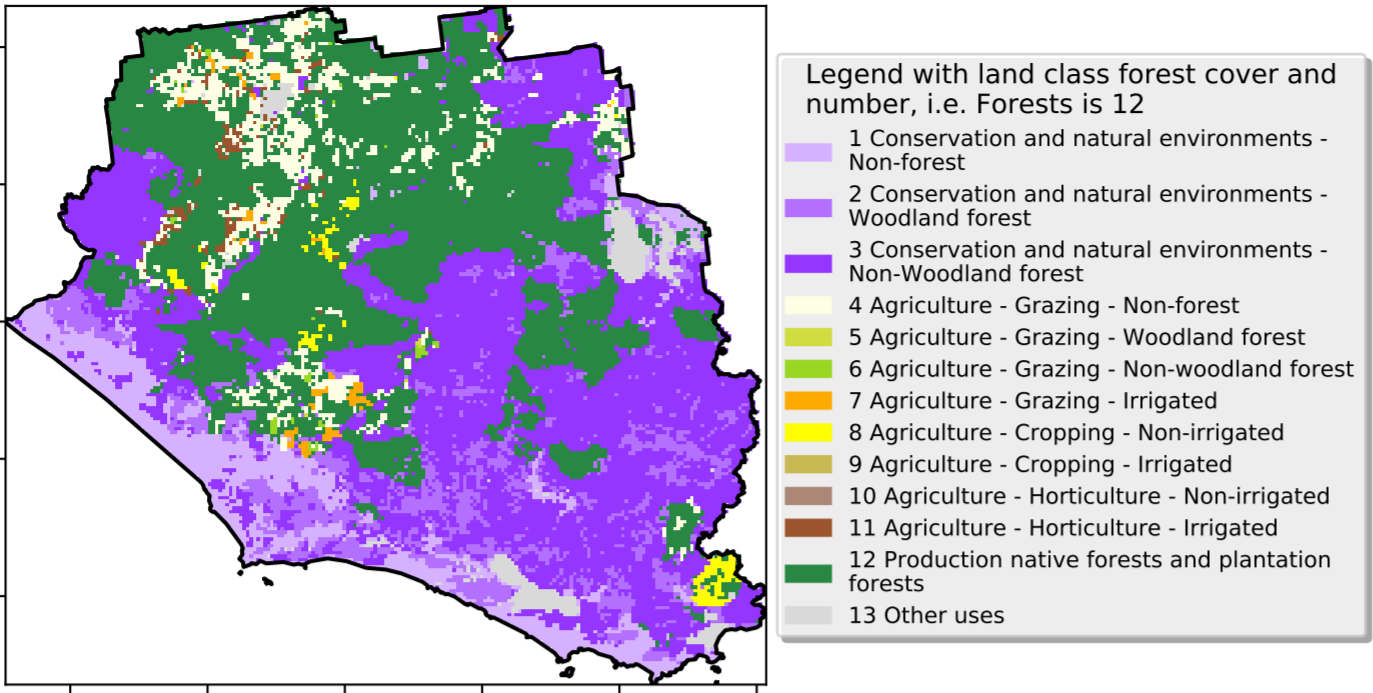 Legend with land class forest cover and
number, i.e. Forests is 12
1 Conservation and natural environments -
Non-forest
2 Conservation and natural environments -
Woodland forest
3 Conservation and natural environments -
Non-Woodland forest
4 Agriculture - Grazing - Non-forest
5 Agriculture - Grazing - Woodland forest
6 Agriculture - Grazing - Non-woodland forest
7 Agriculture - Grazing - Irrigated
8 Agriculture - Cropping - Non-irrigated
9 Agriculture - Cropping - Irrigated
10 Agriculture - Horticulture - Non-irrigated
11 Agriculture - Horticulture - Irrigated
12 Production native forests and plantation
forests
13 Other uses